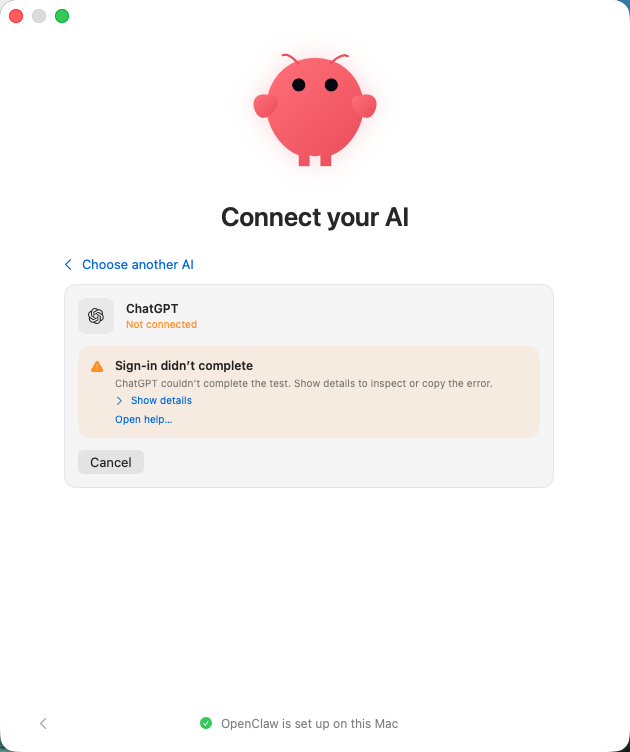 Connect your AI
Choose another AI
ChatGPT
Not connected
Sign-in didn’t complete
ChatGPT couldn’t complete the test. Show details to inspect or copy the error.
Show details
Open help...
Cancel
OpenClaw is set up on this Mac